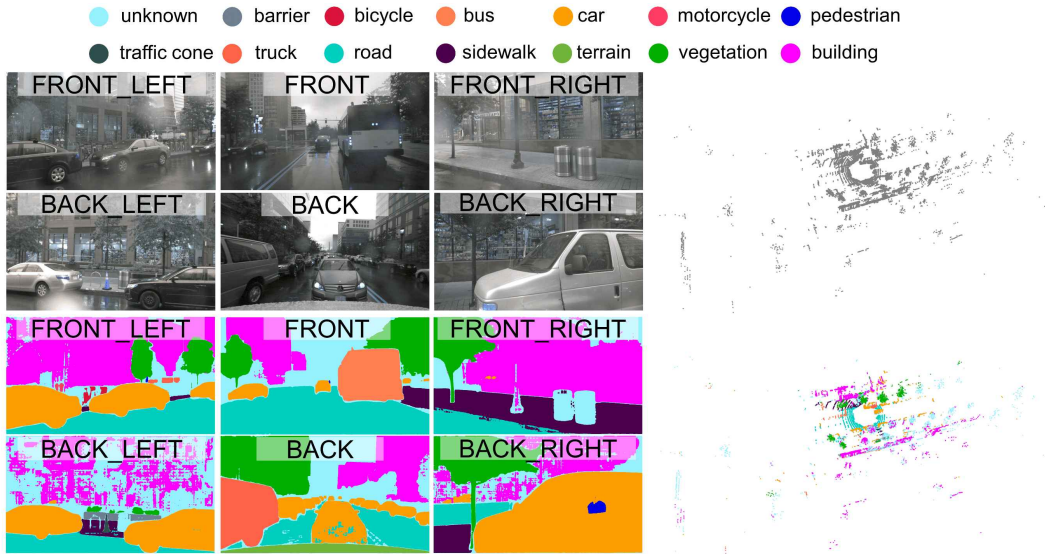 unknown barrier bicycle bus car motorcycle pedestrian
traffic cone truck road sidewalk terrain vegetation building
FRONT_LEFT FRONT FRONT_RIGHT
BACK_LEFT BACK BACK_RIGHT
FRONT_LEFT FRONT FRONT_RIGHT
BACK_LEFT BACK BACK_RIGHT